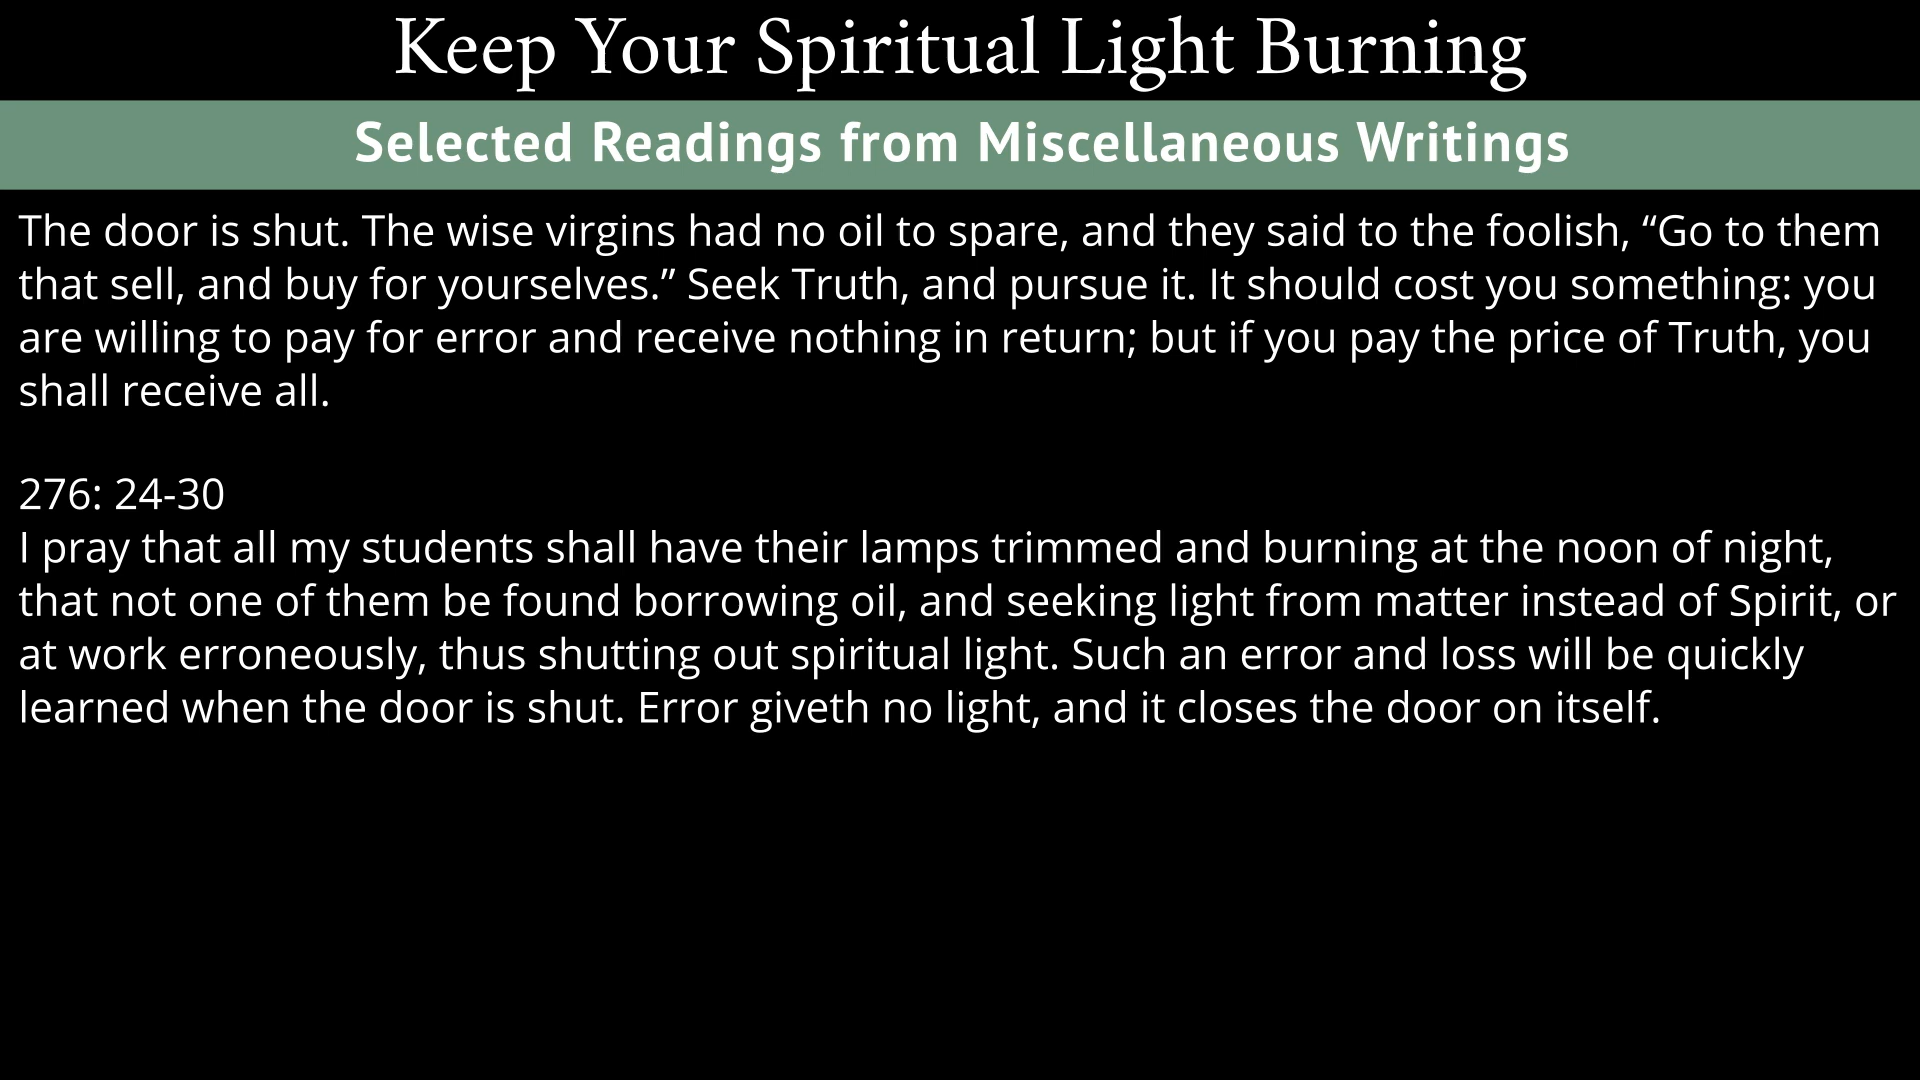 Keep Your Spiritual Light Burning
Selected Readings from Miscellaneous Writings
The door is shut. The wise virgins had no oil to spare, and they said to the foolish, “Go to them
that sell, and buy for yourselves.” Seek Truth, and pursue it. It should cost you something: you
are willing to pay for error and receive nothing in return; but if you pay the price of Truth, you
shall receive all.
276: 24-30
I pray that all my students shall have their lamps trimmed and burning at the noon of night,
that not one of them be found borrowing oil, and seeking light from matter instead of Spirit, or
at work erroneously, thus shutting out spiritual light. Such an error and loss will be quickly
learned when the door is shut. Error giveth no light, and it closes the door on itself.